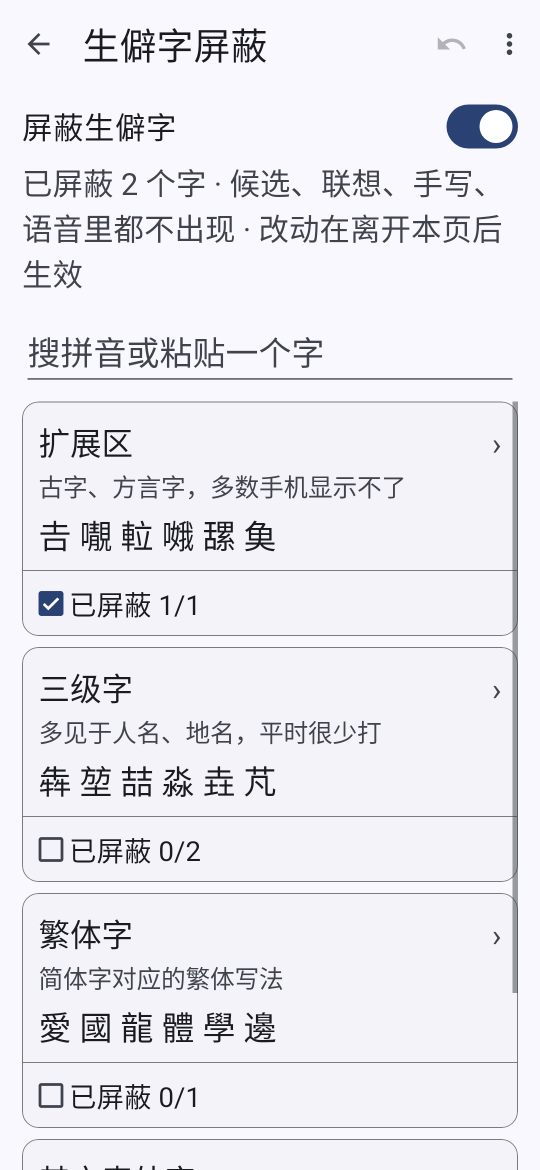 生僻字屏蔽
屏蔽生僻字
已屏蔽 2 个字 · 候选、联想、手写、
语音里都不出现 · 改动在离开本页后
生效
搜拼音或粘贴一个字
扩展区
古字、方言字，多数手机显示不了
𠮷
已屏蔽 1/1
三级字
多见于人名、地名，平时很少打
犇 堃 喆 淼 垚 芃
已屏蔽 0/2
繁体字
简体字对应的繁体写法
愛 國 龍 體 學 邊
已屏蔽 0/1